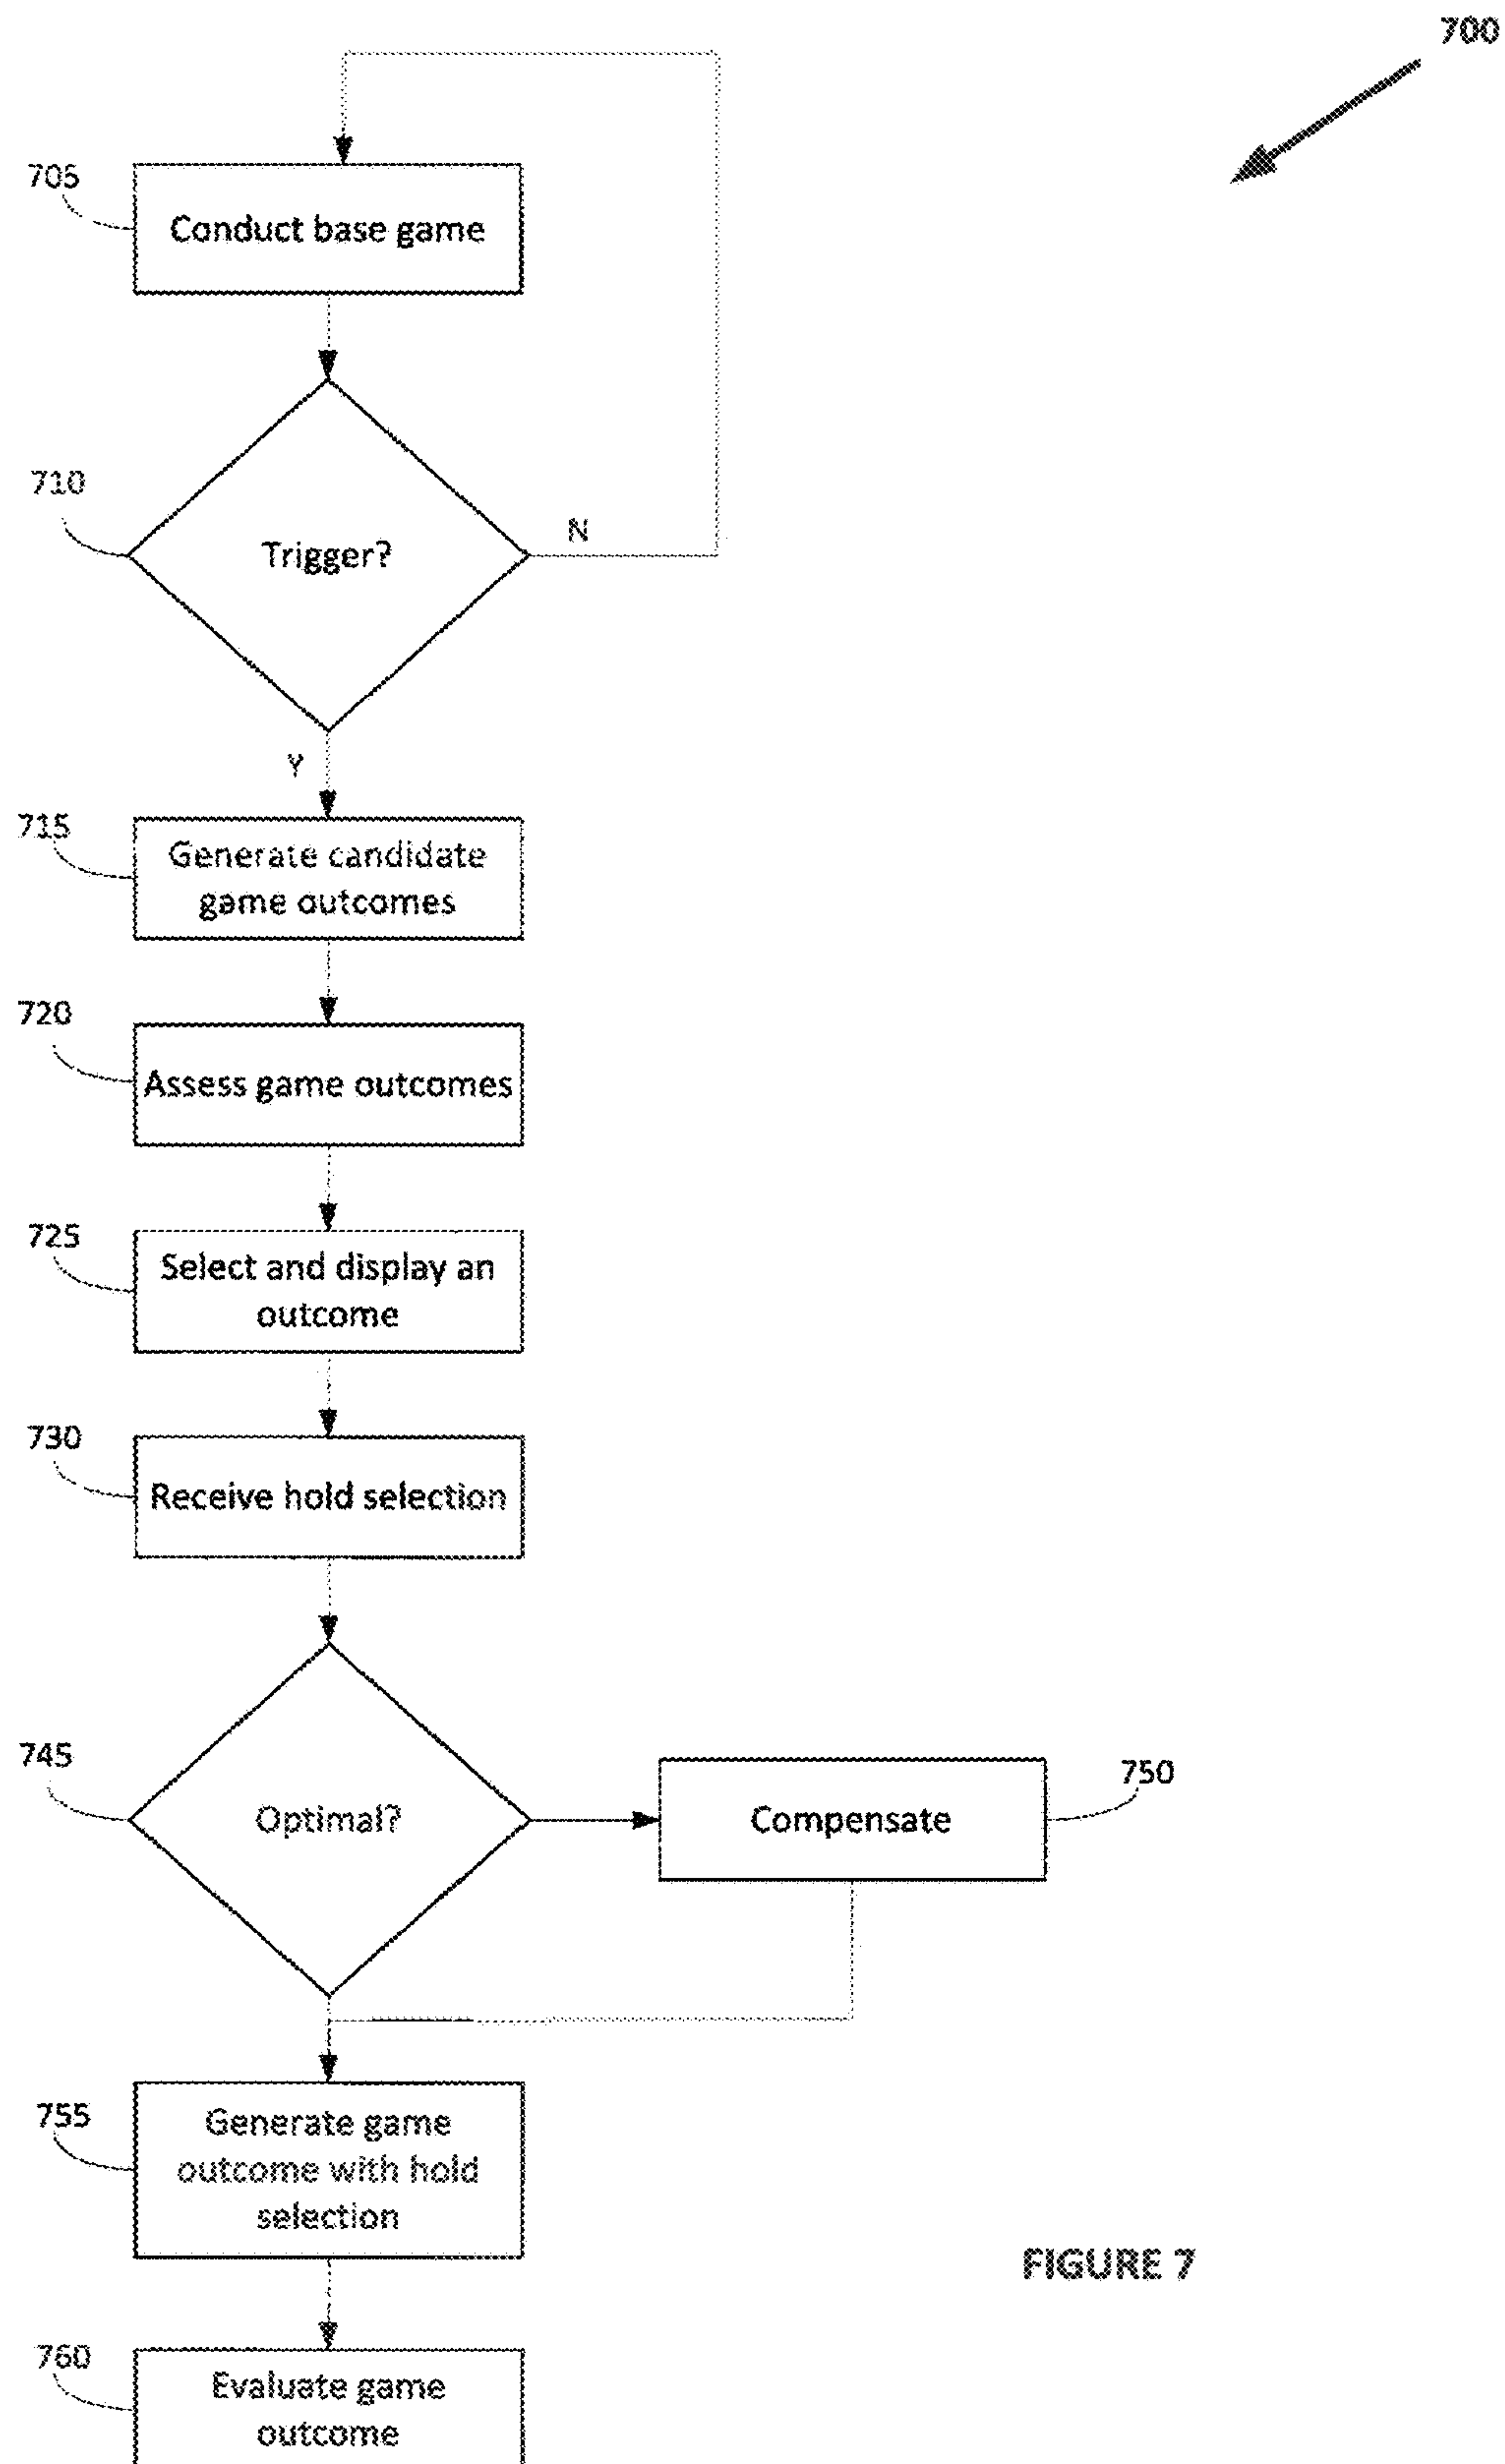 700
705
Conduct base game
710
Trigger?
N
Y
715
Generate candidate
game outcomes
720
Assess game outcomes
725
Select and display an
outcome
730
Receive hold selection
745
Optimal?
750
Compensate
755
Generate game
outcome with hold
selection
FIGURE 7
760
Evaluate game
outcome